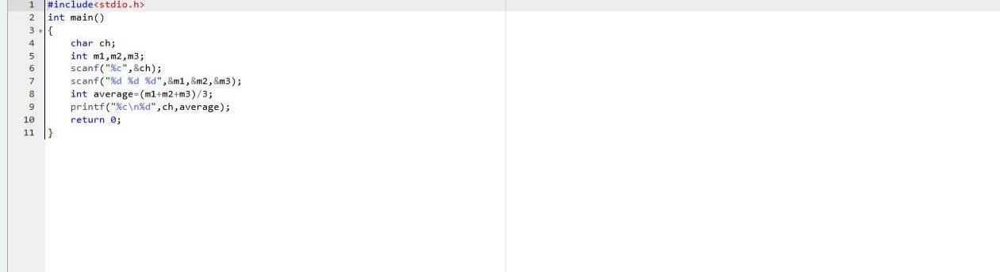 1 #include<stdio.h>
2 int main()
3 {
4 char ch;
5 int m1,m2,m3;
6 scanf("%c",&ch);
7 scanf("%d %d %d",&m1,&m2,&m3);
8 int average=(m1+m2+m3)/3;
9 printf("%c\n%d",ch,average);
10 return 0;
11 }